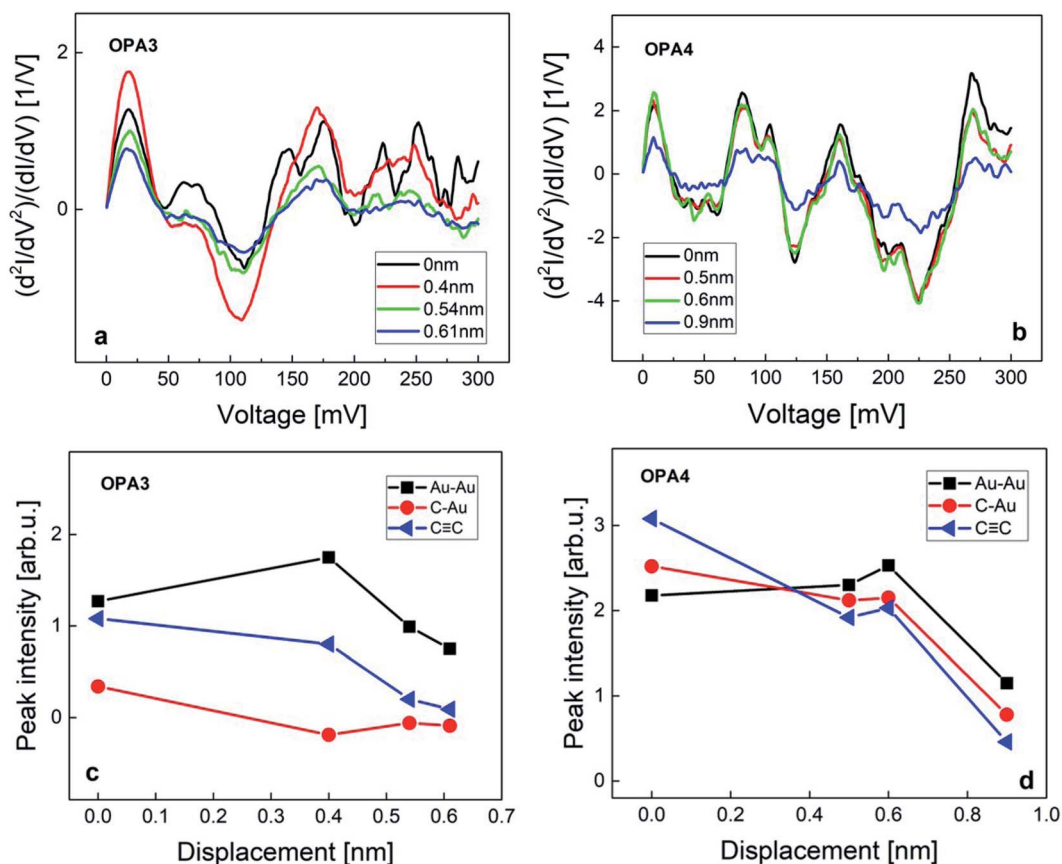 OPA3
(d²I/dV²)/(dI/dV) [1/V]
2
0
0nm
0.4nm
0.54nm
0.61nm
a
0 50 100 150 200 250 300
Voltage [mV]
OPA4
(d²I/dV²)/dI/dV) [1/V]
4
2
0
-2
-4
0nm
0.5nm
0.6nm
0.9nm
b
0 50 100 150 200 250 300
Voltage [mV]
OPA3
Peak intensity [arb.u.]
2
1
0
Au-Au
C-Au
C≡C
c
0.0 0.1 0.2 0.3 0.4 0.5 0.6 0.7
Displacement [nm]
OPA4
Peak intensity [arb.u.]
3
2
1
0
Au-Au
C-Au
C≡C
d
0.0 0.2 0.4 0.6 0.8 1.0
Displacement [nm]